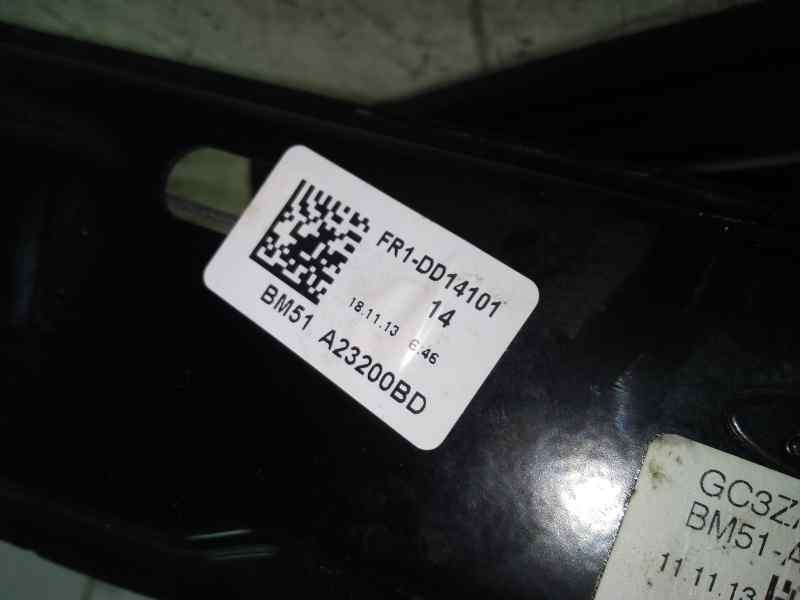 FR1-DD14101
14
18.11.13 6:46
BM51 A23200BD
GC3Z
BM51-A
11.11.13